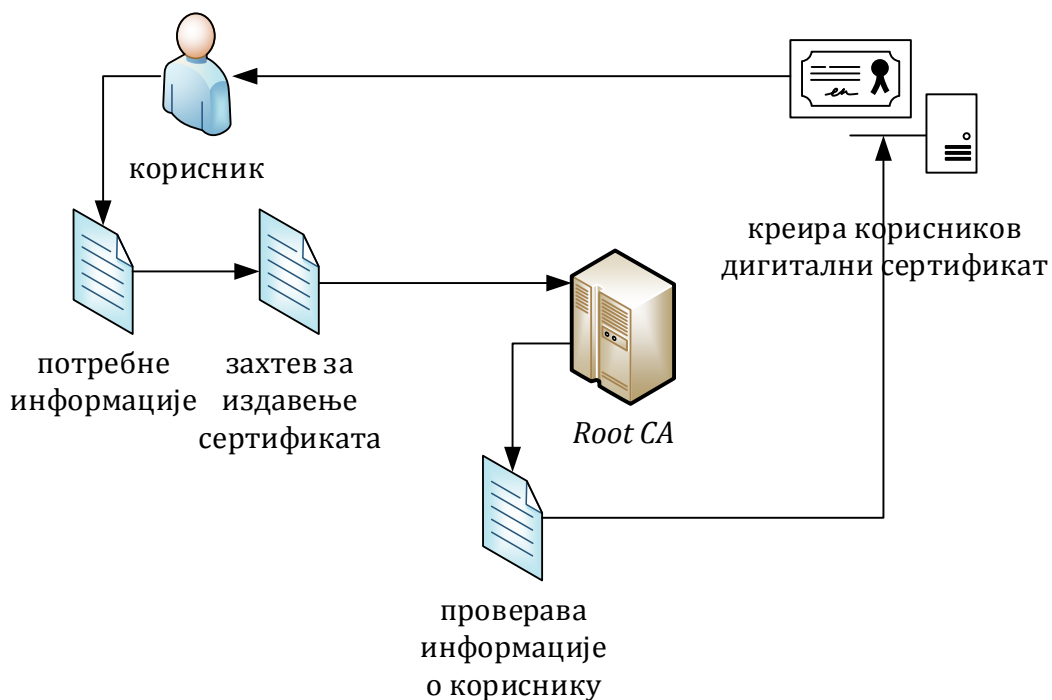 корисник
креира корисников
дигитални сертификат
потребне
информације
захтев за
издавење
сертификата
Root CA
проверава
информације
о кориснику